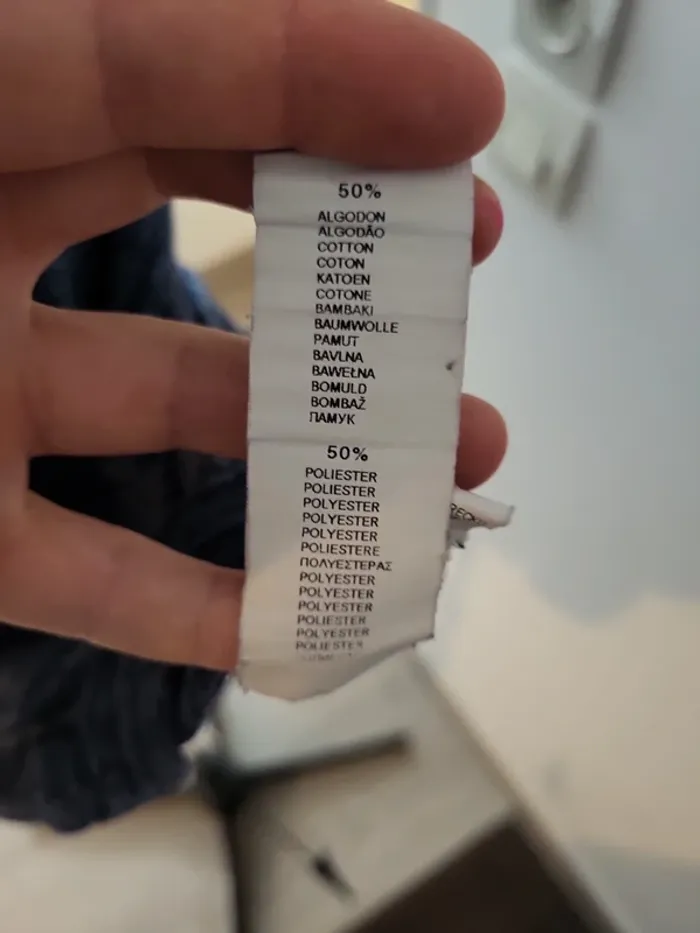 50%
ALGODON
ALGODÃO
COTTON
COTON
KATOEN
COTONE
BAMBAKI
BAUMWOLLE
PAMUT
BAVLNA
BAWEŁNA
BOMULD
BOMBAŽ
ПАМУК
50%
POLIESTER
POLIESTER
POLYESTER
POLYESTER
POLYESTER
POLIESTERE
ΠΟΛΥΕΣΤΕΡΑΣ
POLYESTER
POLYESTER
POLYESTER
POLIESTER
POLYESTER
POLIESTER